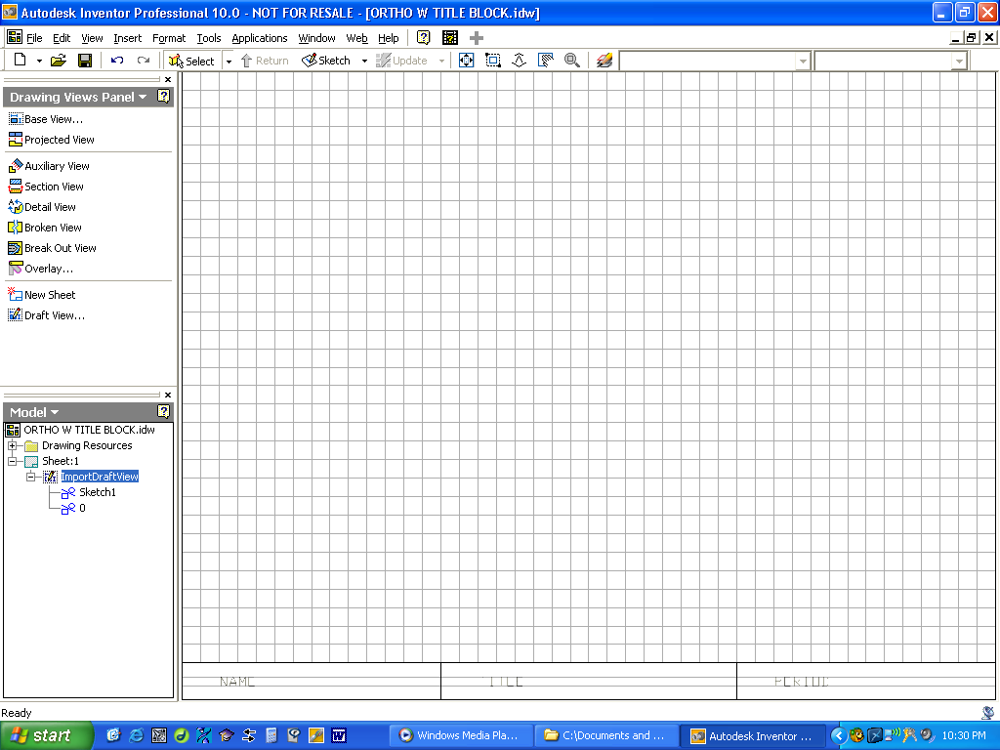 Autodesk Inventor Professional 10.0 - NOT FOR RESALE - [ORTHO W TITLE BLOCK.idw]
File Edit View Insert Format Tools Applications Window Web Help
Select Return Sketch Update
Drawing Views Panel
Base View...
Projected View
Auxiliary View
Section View
Detail View
Broken View
Break Out View
Overlay...
New Sheet
Draft View...
Model
ORTHO W TITLE BLOCK.idw
Drawing Resources
Sheet:1
ImportDraftView
Sketch1
0
NAME TITLE PERIOD
Ready
start Windows Media Pla... C:\Documents and ... Autodesk Inventor ... 10:30 PM